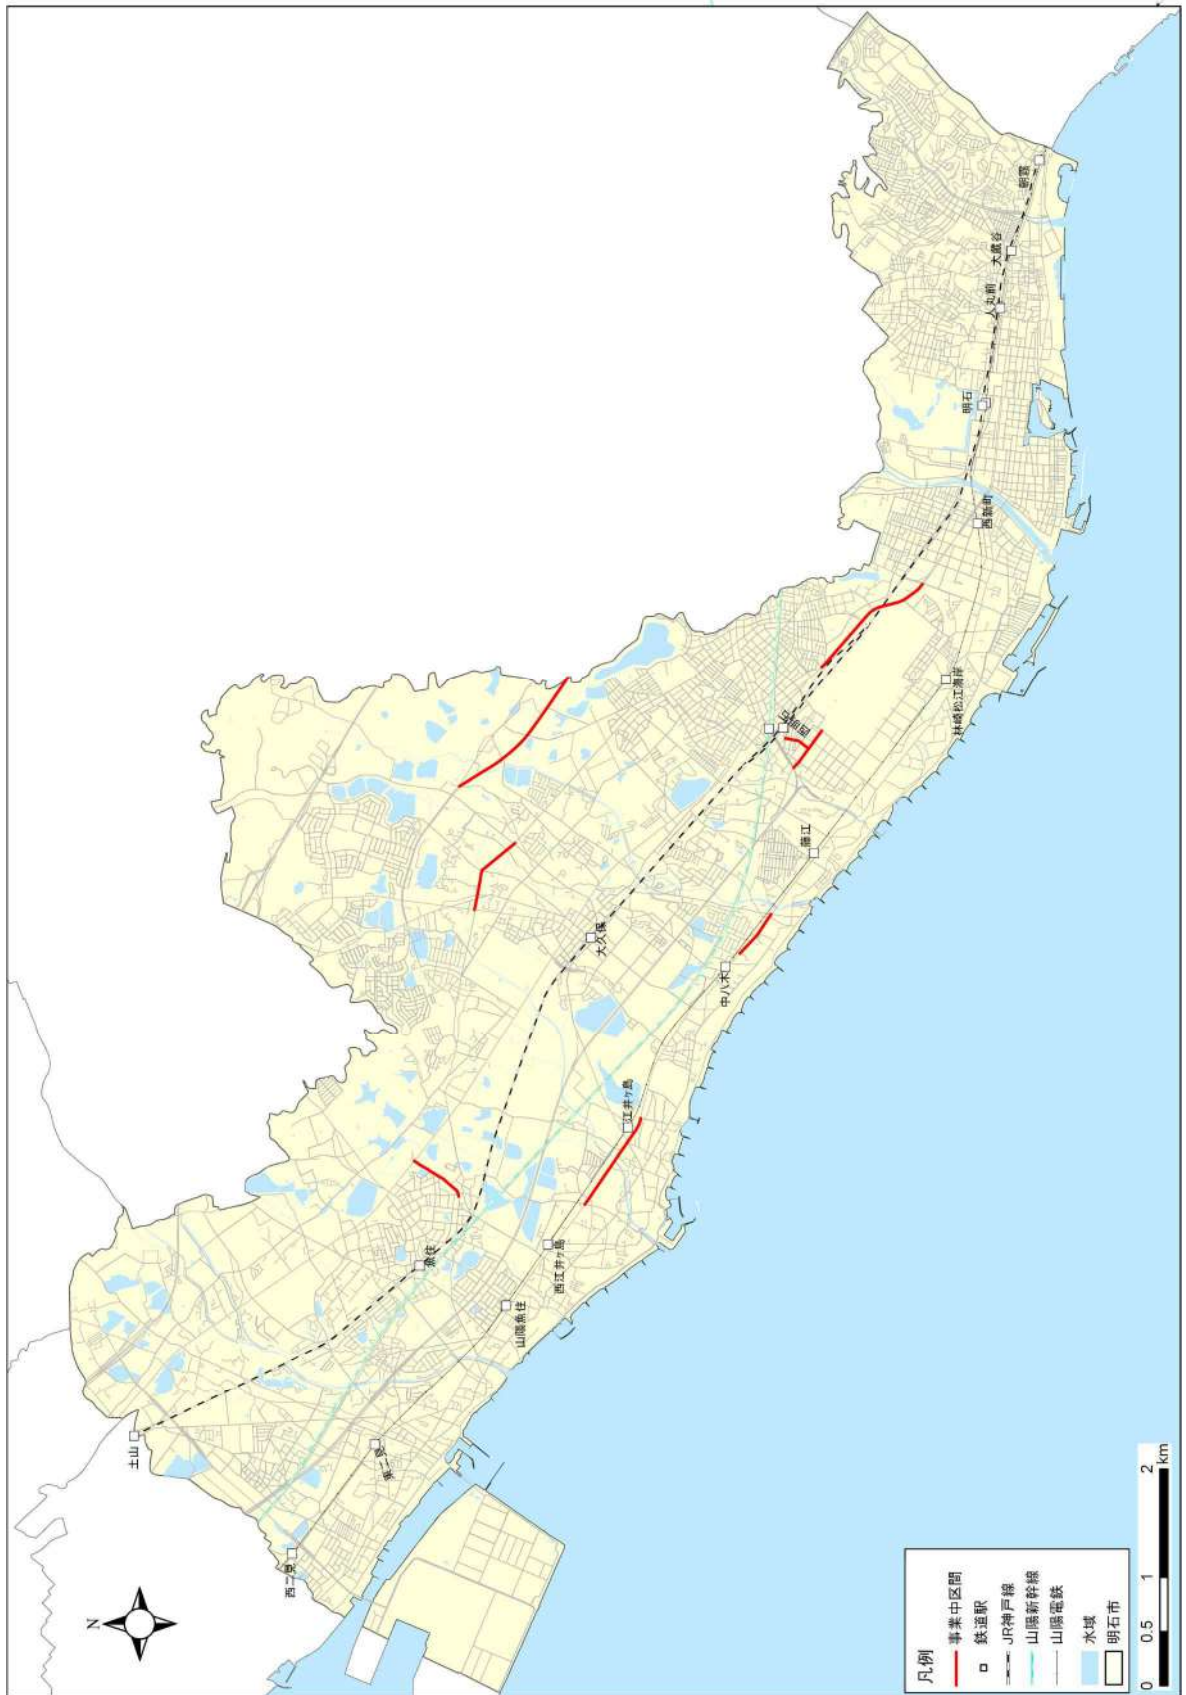 N
土山
西二見
東二見
魚住
山陽魚住
西江井ヶ島
江井ヶ島
大久保
中八木
藤江
西明石
林崎松江海岸
西新町
明石
人丸前
大蔵谷
朝霧
凡例
事業中区間
鉄道駅
JR神戸線
山陽新幹線
山陽電鉄
水域
明石市
0 0.5 1 2
km